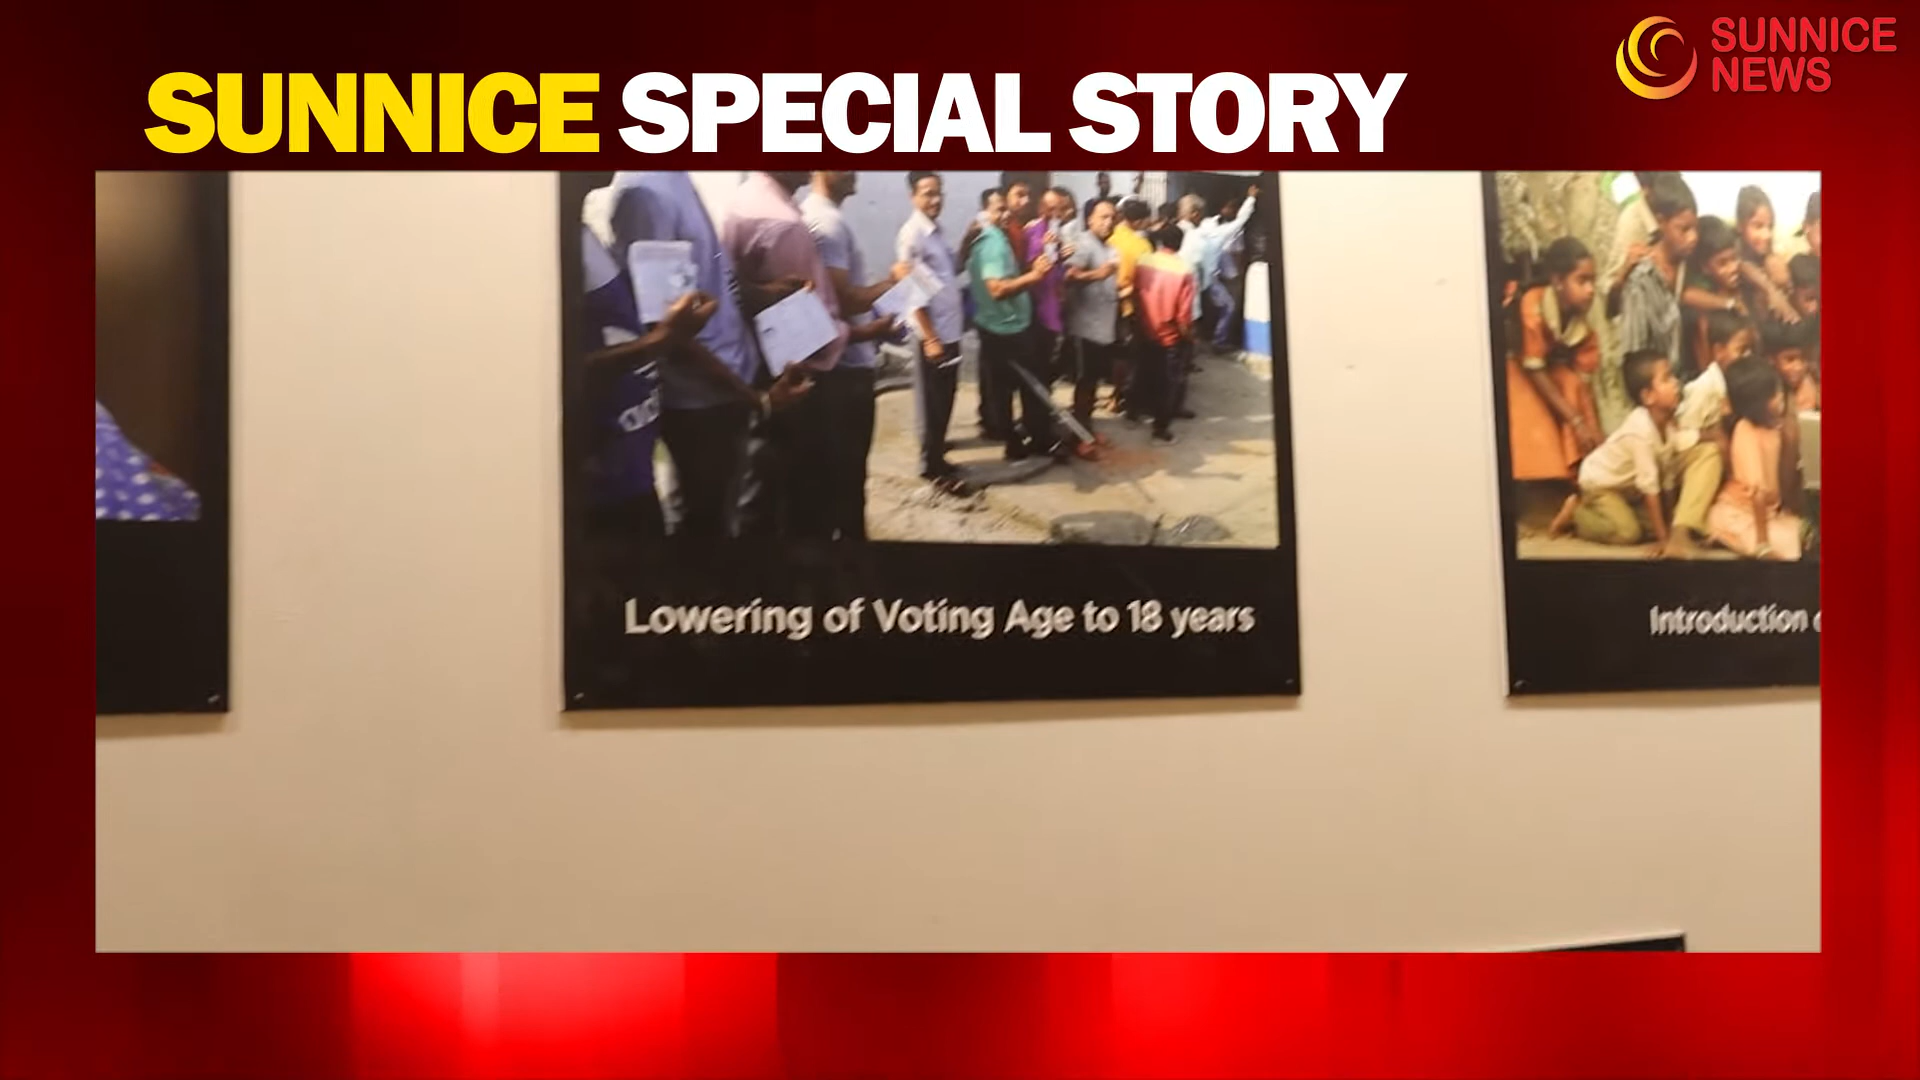 SUNNICE SPECIAL STORY
SUNNICE
NEWS
Lowering of Voting Age to 18 years
Introduction